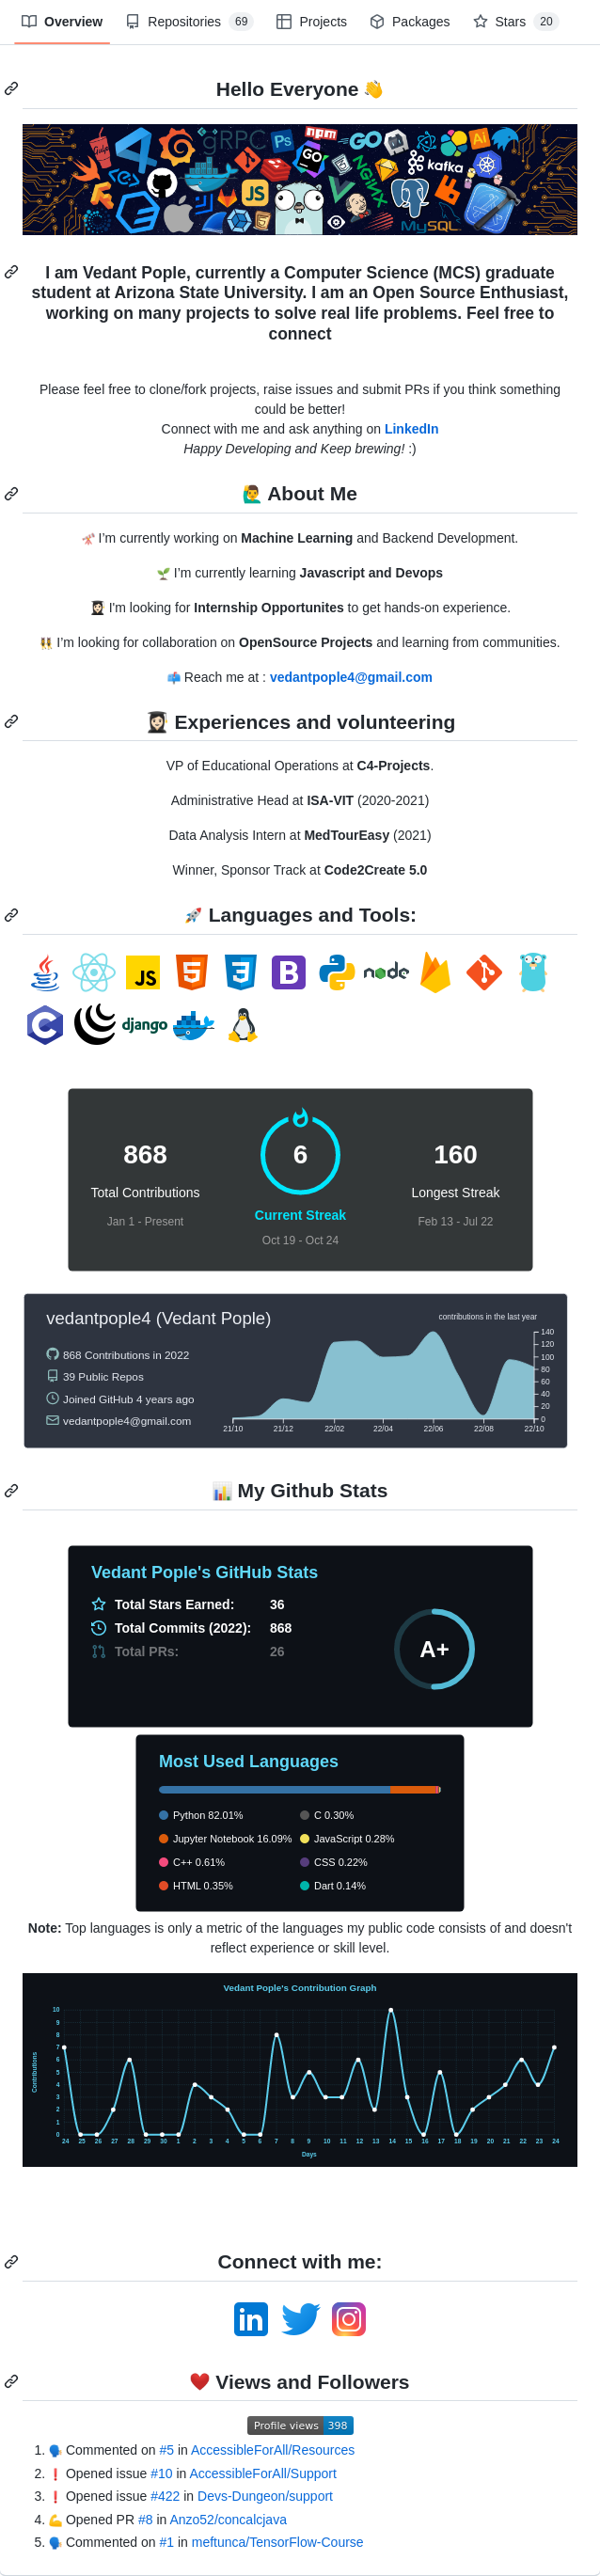 Overview Repositories 69 Projects Packages Stars 20
Hello Everyone 👋
gRPC
Ps
npm
GO
Ai
GO
kafka
JS
NGINX
MySQL
I am Vedant Pople, currently a Computer Science (MCS) graduate
student at Arizona State University. I am an Open Source Enthusiast,
working on many projects to solve real life problems. Feel free to
connect
Please feel free to clone/fork projects, raise issues and submit PRs if you think something
could be better!
Connect with me and ask anything on LinkedIn
Happy Developing and Keep brewing! :)
🙋‍♂️ About Me
I'm currently working on Machine Learning and Backend Development.
🌱 I'm currently learning Javascript and Devops
👩🏻‍🎓 I'm looking for Internship Opportunites to get hands-on experience.
👯 I'm looking for collaboration on OpenSource Projects and learning from communities.
📫 Reach me at : vedantpople4@gmail.com
👩🏻‍🎓 Experiences and volunteering
VP of Educational Operations at C4-Projects.
Administrative Head at ISA-VIT (2020-2021)
Data Analysis Intern at MedTourEasy (2021)
Winner, Sponsor Track at Code2Create 5.0
🚀 Languages and Tools:
JS 5 3 B node
C django
868 6 160
Total Contributions Longest Streak
Current Streak
Jan 1 - Present Feb 13 - Jul 22
Oct 19 - Oct 24
vedantpople4 (Vedant Pople)
contributions in the last year
868 Contributions in 2022
39 Public Repos
Joined GitHub 4 years ago
vedantpople4@gmail.com
140
120
100
80
60
40
20
0
21/10 21/12 22/02 22/04 22/06 22/08 22/10
📊 My Github Stats
Vedant Pople's GitHub Stats
Total Stars Earned: 36
Total Commits (2022): 868
Total PRs: 26
A+
Most Used Languages
Python 82.01% C 0.30%
Jupyter Notebook 16.09% JavaScript 0.28%
C++ 0.61% CSS 0.22%
HTML 0.35% Dart 0.14%
Note: Top languages is only a metric of the languages my public code consists of and doesn't
reflect experience or skill level.
Vedant Pople's Contribution Graph
Contributions
10
9
8
7
6
5
4
3
2
1
0
24 25 26 27 28 29 30 1 2 3 4 5 6 7 8 9 10 11 12 13 14 15 16 17 18 19 20 21 22 23 24
Days
Connect with me:
in
❤️ Views and Followers
Profile views 398
1. 🗣 Commented on #5 in AccessibleForAll/Resources
2. ❗ Opened issue #10 in AccessibleForAll/Support
3. ❗ Opened issue #422 in Devs-Dungeon/support
4. 💪 Opened PR #8 in Anzo52/concalcjava
5. 🗣 Commented on #1 in meftunca/TensorFlow-Course